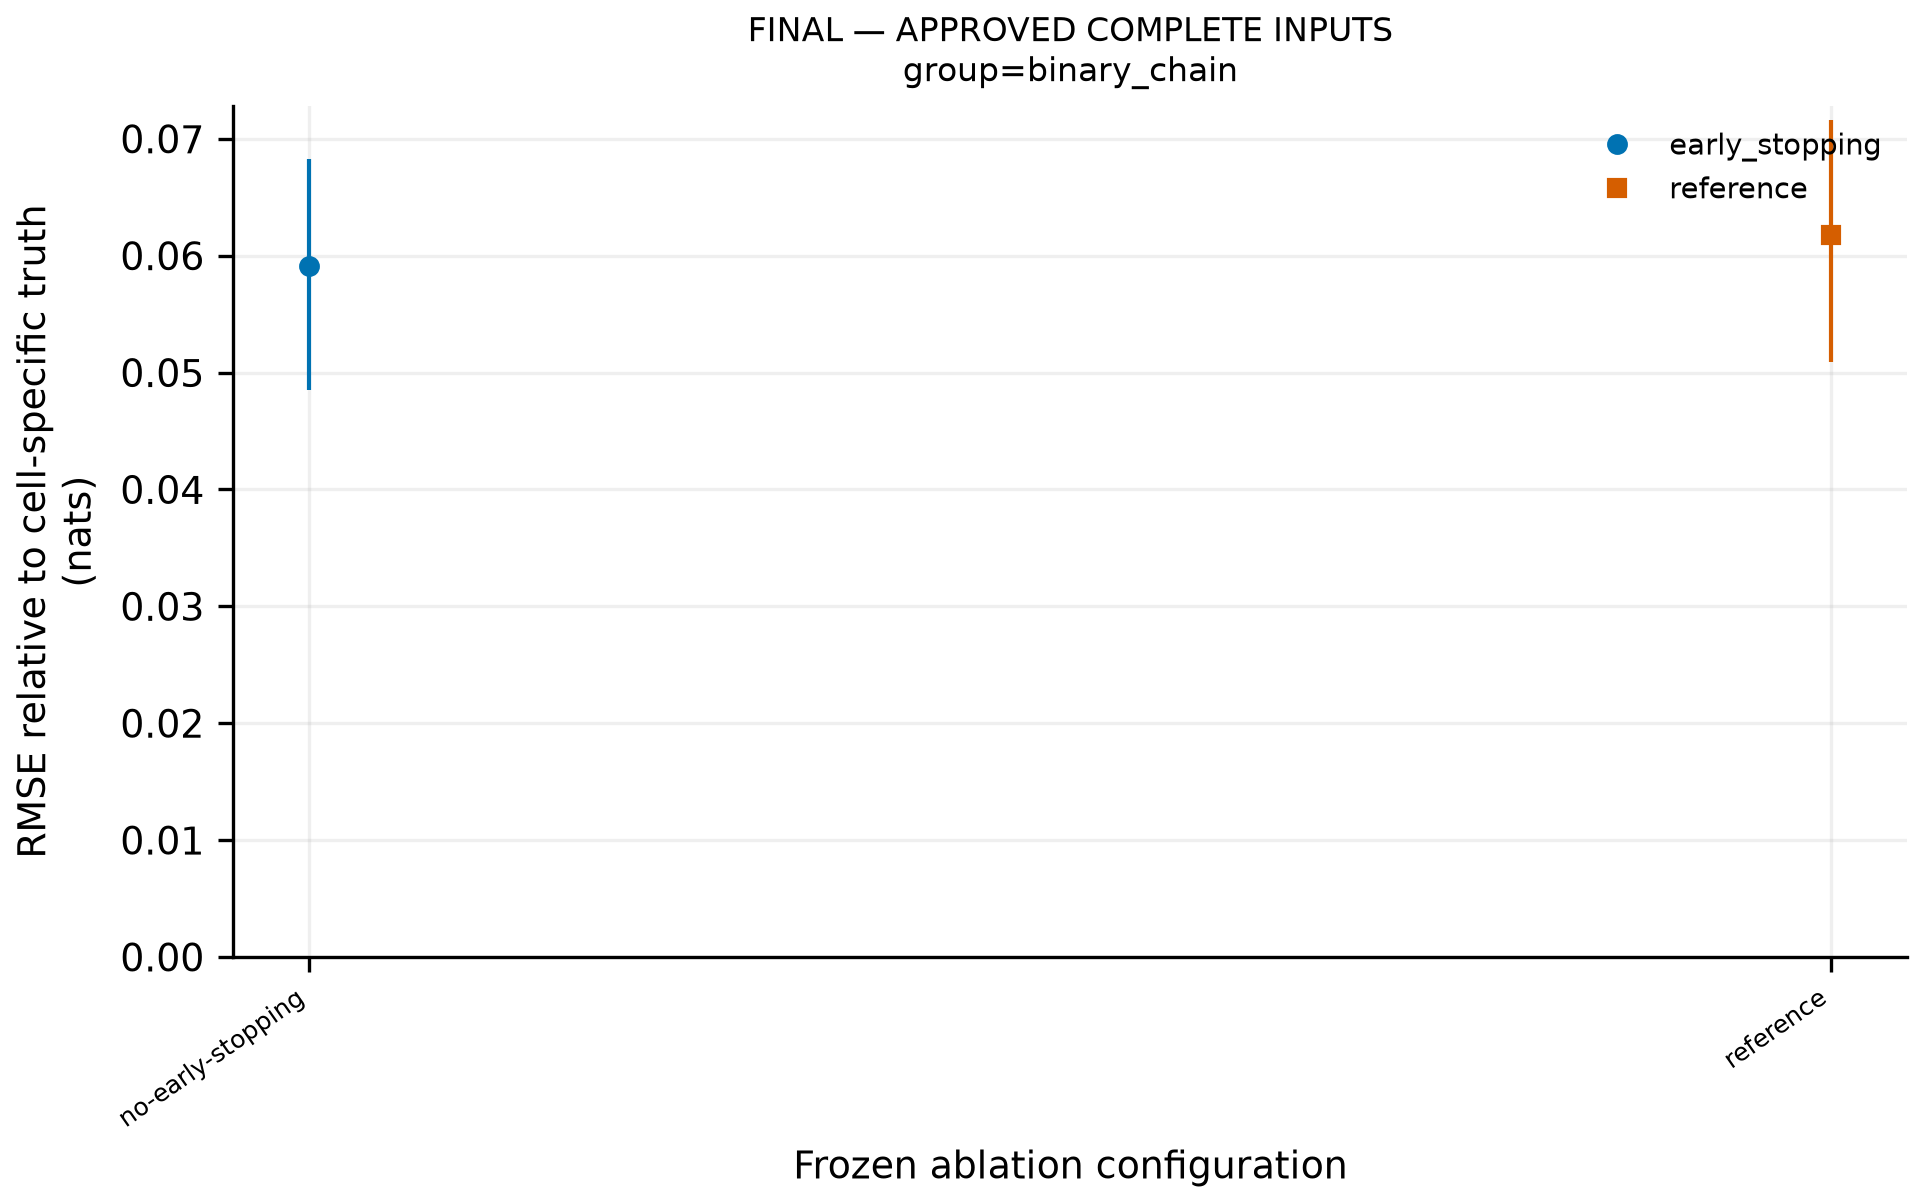 FINAL — APPROVED COMPLETE INPUTS
group=binary_chain
RMSE relative to cell-specific truth
(nats)
0.07
0.06
0.05
0.04
0.03
0.02
0.01
0.00
early_stopping
reference
no-early-stopping
reference
Frozen ablation configuration